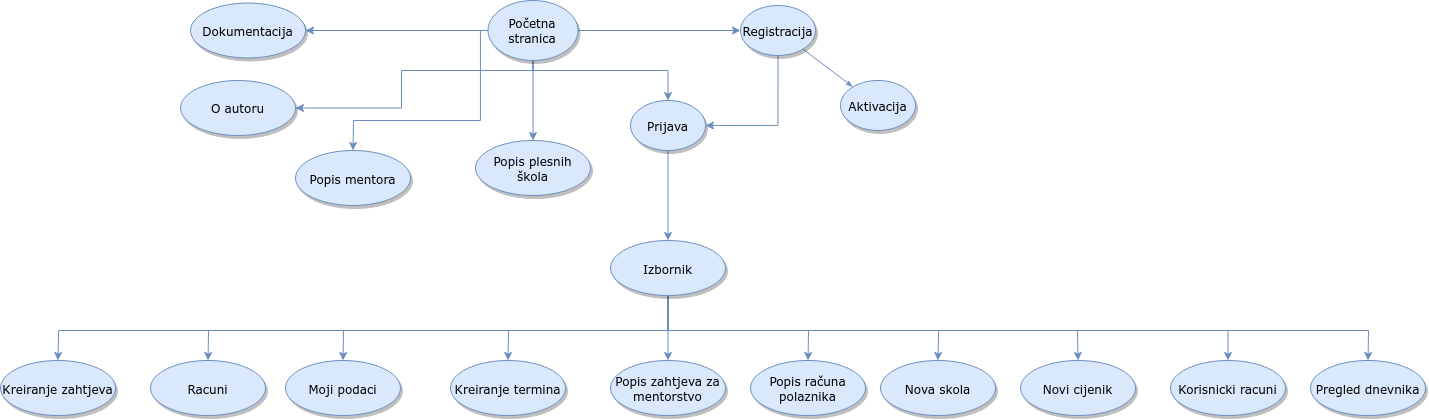 Dokumentacija
Početna
stranica
Registracija
O autoru
Prijava
Aktivacija
Popis mentora
Popis plesnih
škola
Izbornik
Kreiranje zahtjeva
Racuni
Moji podaci
Kreiranje termina
Popis zahtjeva za
mentorstvo
Popis računa
polaznika
Nova skola
Novi cijenik
Korisnicki racuni
Pregled dnevnika